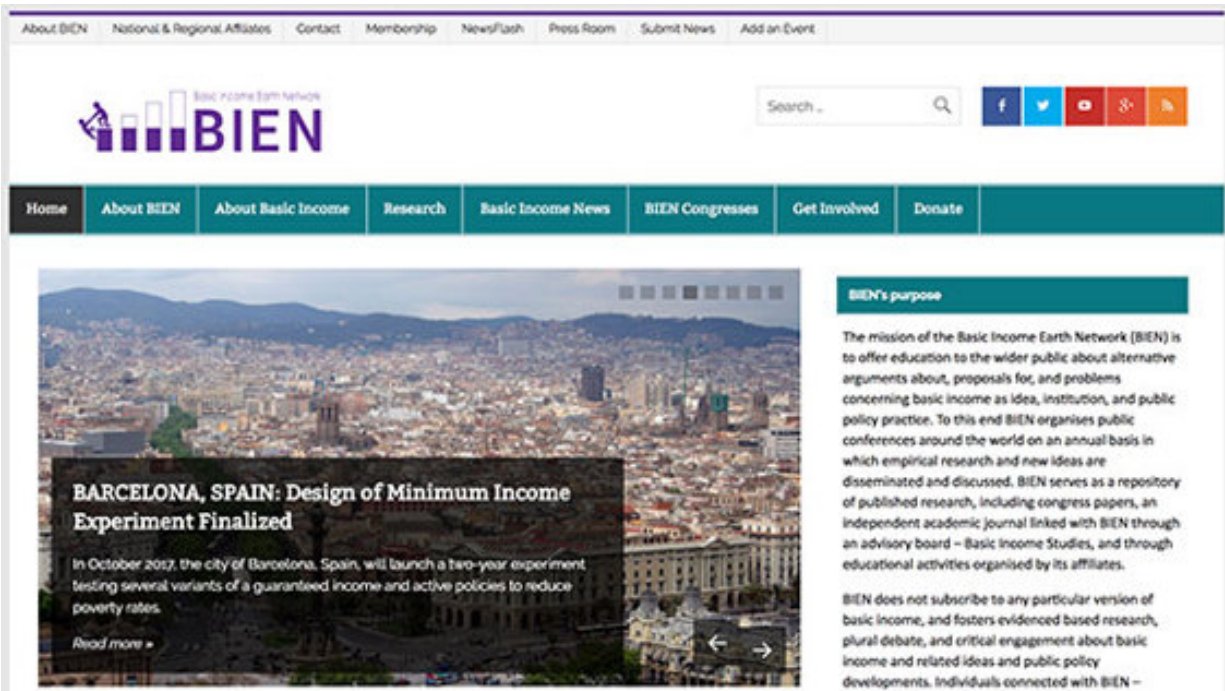 About BIEN National & Regional Affiliates Contact Membership NewsFlash Press Room Submit News Add an Event
Basic Income Earth Network
BIEN
Search ...
Home About BIEN About Basic Income Research Basic Income News BIEN Congresses Get Involved Donate
BARCELONA, SPAIN: Design of Minimum Income
Experiment Finalized
In October 2017, the city of Barcelona, Spain, will launch a two-year experiment
testing several variants of a guaranteed income and active policies to reduce
poverty rates.
Read more »
BIEN's purpose
The mission of the Basic Income Earth Network (BIEN) is
to offer education to the wider public about alternative
arguments about, proposals for, and problems
concerning basic income as idea, institution, and public
policy practice. To this end BIEN organises public
conferences around the world on an annual basis in
which empirical research and new ideas are
disseminated and discussed. BIEN serves as a repository
of published research, including congress papers, an
independent academic journal linked with BIEN through
an advisory board – Basic Income Studies, and through
educational activities organised by its affiliates.
BIEN does not subscribe to any particular version of
basic income, and fosters evidenced based research,
plural debate, and critical engagement about basic
income and related ideas and public policy
developments. Individuals connected with BIEN –